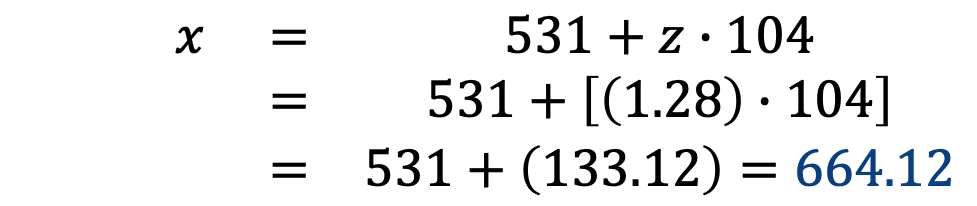 x = 531 + z · 104
= 531 + [(1.28) · 104]
= 531 + (133.12) = 664.12